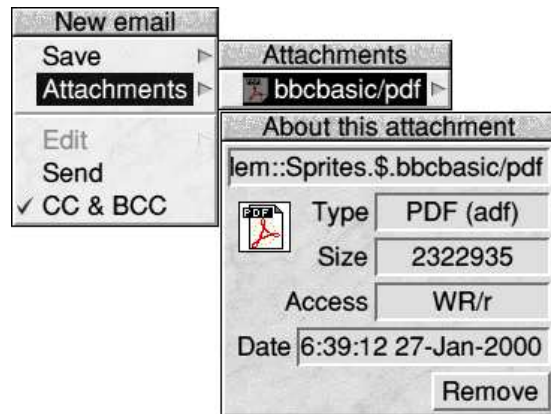 New email
Save
Attachments
Edit
Send
CC & BCC
Attachments
bbcbasic/pdf
About this attachment
lem::Sprites.$.bbcbasic/pdf
PDF
Type PDF (adf)
Size 2322935
Access WR/r
Date 6:39:12 27-Jan-2000
Remove